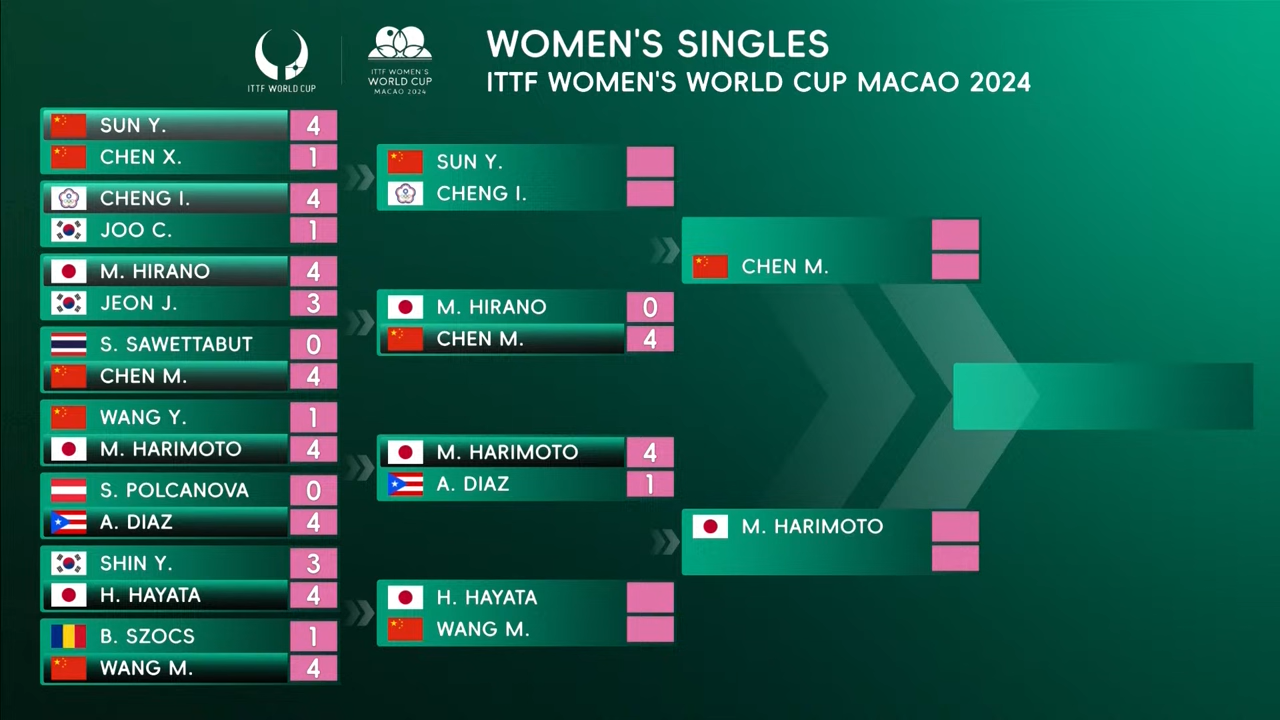 ITTF WORLD CUP
ITTF WOMEN'S
WORLD CUP
MACAO 2024
WOMEN'S SINGLES
ITTF WOMEN'S WORLD CUP MACAO 2024
SUN Y. 4
CHEN X. 1
CHENG I. 4
JOO C. 1
M. HIRANO 4
JEON J. 3
S. SAWETTABUT 0
CHEN M. 4
WANG Y. 1
M. HARIMOTO 4
S. POLCANOVA 0
A. DIAZ 4
SHIN Y. 3
H. HAYATA 4
B. SZOCS 1
WANG M. 4
SUN Y.
CHENG I.
M. HIRANO 0
CHEN M. 4
M. HARIMOTO 4
A. DIAZ 1
H. HAYATA
WANG M.
CHEN M.
M. HARIMOTO